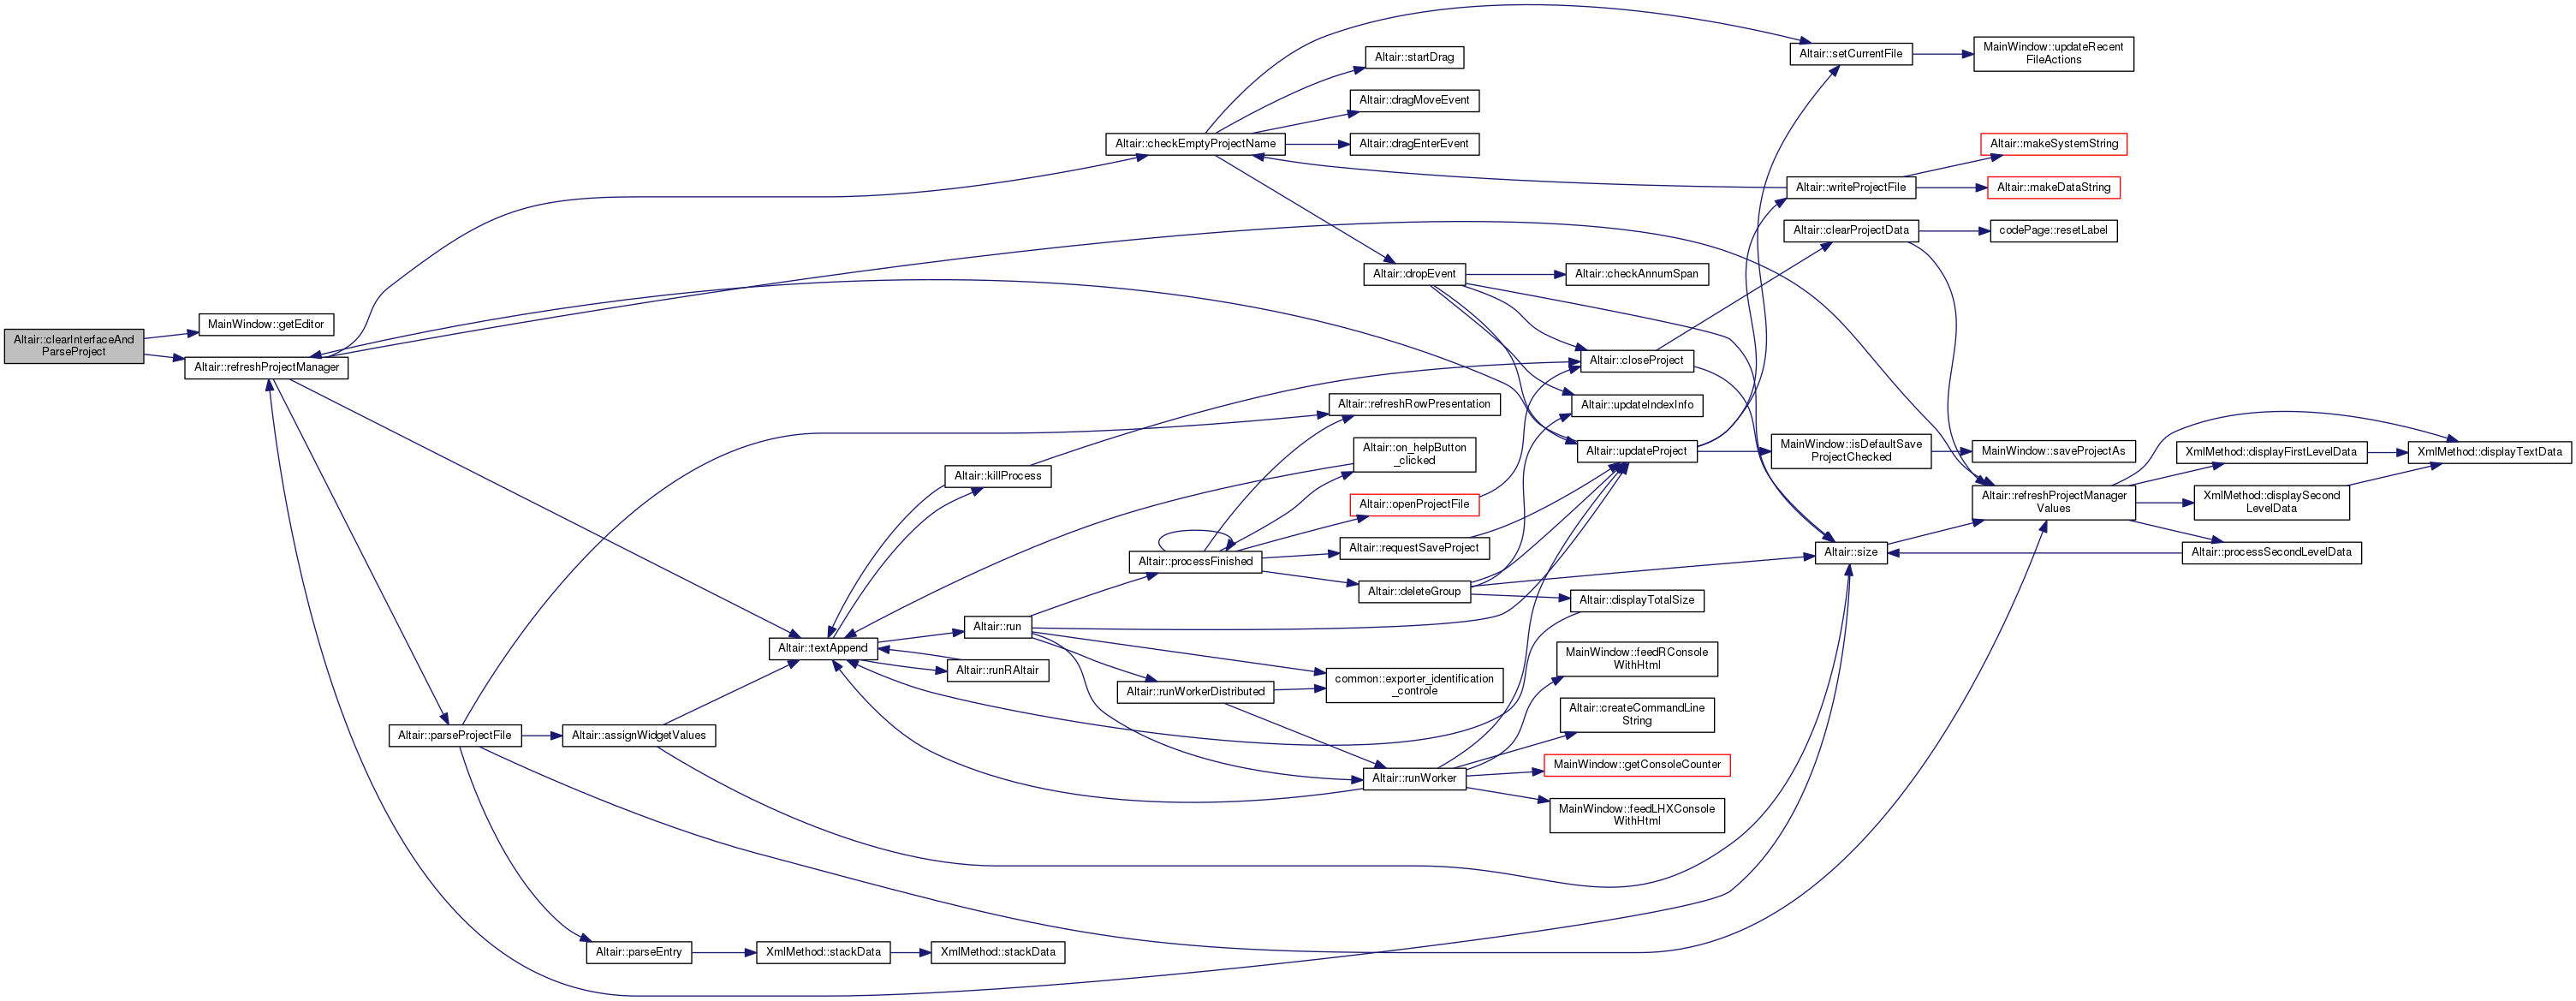 Altair::clearInterfaceAnd
ParseProject
MainWindow::getEditor
Altair::refreshProjectManager
Altair::parseProjectFile
Altair::assignWidgetValues
Altair::parseEntry
XmlMethod::stackData
XmlMethod::stackData
Altair::textAppend
Altair::killProcess
Altair::run
Altair::runRAltair
Altair::checkEmptyProjectName
Altair::processFinished
Altair::runWorkerDistributed
Altair::startDrag
Altair::dragMoveEvent
Altair::dragEnterEvent
Altair::dropEvent
Altair::refreshRowPresentation
Altair::on_helpButton
_clicked
Altair::openProjectFile
Altair::requestSaveProject
Altair::deleteGroup
common::exporter_identification
_controle
Altair::runWorker
Altair::checkAnnumSpan
Altair::closeProject
Altair::updateIndexInfo
Altair::updateProject
Altair::displayTotalSize
MainWindow::feedRConsole
WithHtml
Altair::createCommandLine
String
MainWindow::getConsoleCounter
MainWindow::feedLHXConsole
WithHtml
Altair::setCurrentFile
Altair::writeProjectFile
Altair::clearProjectData
MainWindow::isDefaultSave
ProjectChecked
Altair::size
MainWindow::updateRecent
FileActions
Altair::makeSystemString
Altair::makeDataString
codePage::resetLabel
MainWindow::saveProjectAs
Altair::refreshProjectManager
Values
XmlMethod::displayFirstLevelData
XmlMethod::displaySecond
LevelData
Altair::processSecondLevelData
XmlMethod::displayTextData